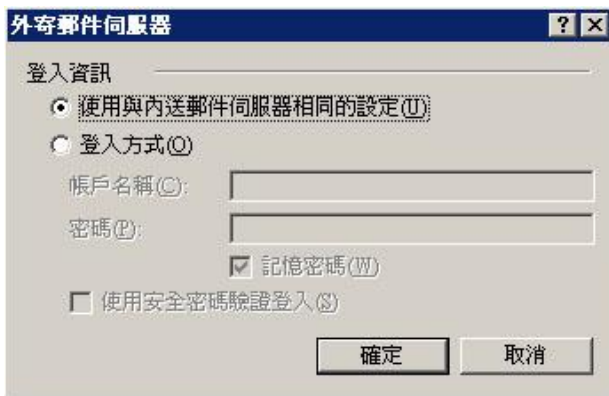 外寄郵件伺服器
登入資訊
使用與內送郵件伺服器相同的設定(U)
登入方式(O)
帳戶名稱(C):
密碼(P):
記憶密碼(W)
使用安全密碼驗證登入(S)
確定 取消